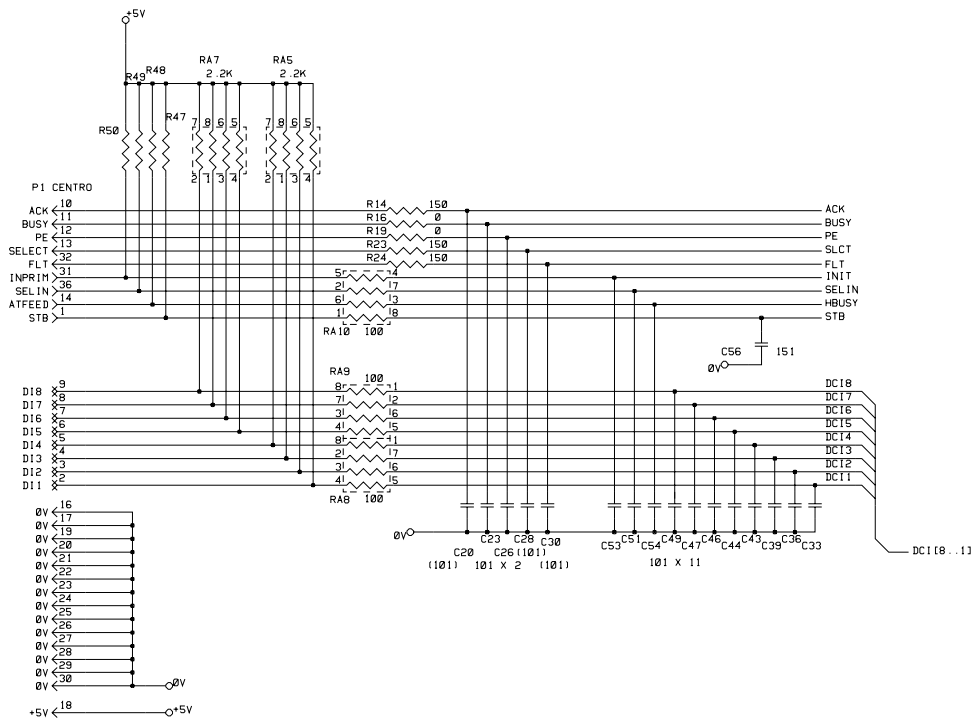 +5V
R49 R48 RA7 RA5
2.2K 2.2K
R50 R47
7 8 6 5 7 8 6 5
2 1 3 4 2 1 3 4
P1 CENTRO
ACK 10 R14 150 ACK
BUSY 11 R16 0 BUSY
PE 12 R19 0 PE
SELECT 13 R23 150 SLCT
FLT 32 R24 150 FLT
INPRIM 31 5 4 INIT
SELIN 36 2 7 SELIN
ATFEED 14 6 3 HBUSY
STB 1 1 8 STB
RA10 100
C56 151
0V
RA9
100
DI8 9 8 1 DCI8
DI7 8 7 2 DCI7
DI6 7 3 6 DCI6
DI5 6 4 5 DCI5
DI4 5 8 1 DCI4
DI3 4 2 7 DCI3
DI2 3 3 6 DCI2
DI1 2 4 5 DCI1
RA8 100
0V 16
0V 17
0V 19
0V 20
0V 21
0V 22
0V 23
0V 24
0V 25
0V 26
0V 27
0V 28
0V 29
0V 30 0V
+5V 18 +5V
0V
C20 C23 C26 C28 C30 C53 C51 C54 C49 C47 C46 C44 C43 C39 C36 C33
(101) 101 X 2 (101) (101) 101 X 11
DCI[8..1]